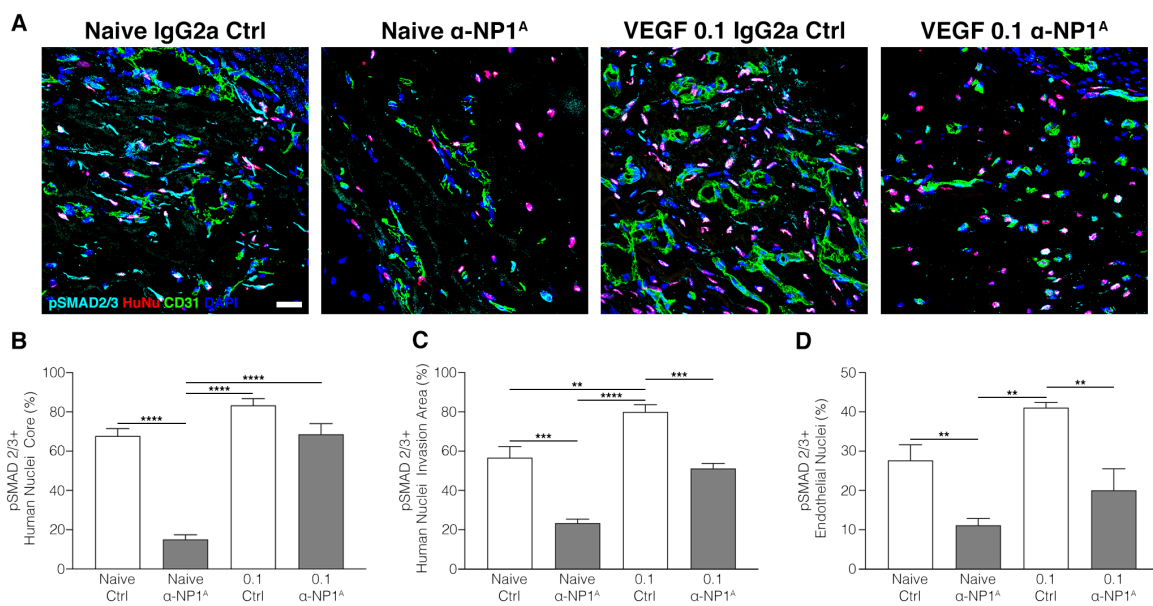 A
Naive IgG2a Ctrl
Naive α-NP1ᴬ
VEGF 0.1 IgG2a Ctrl
VEGF 0.1 α-NP1ᴬ
pSMAD2/3 HuNu CD31 DAPI
B
pSMAD 2/3+
Human Nuclei Core (%)
100
80
60
40
20
0
****
****
****
Naive
Ctrl
Naive
α-NP1ᴬ
0.1
Ctrl
0.1
α-NP1ᴬ
C
pSMAD 2/3+
Human Nuclei Invasion Area (%)
100
80
60
40
20
0
***
****
**
***
Naive
Ctrl
Naive
α-NP1ᴬ
0.1
Ctrl
0.1
α-NP1ᴬ
D
pSMAD 2/3+
Endothelial Nuclei (%)
50
40
30
20
10
0
**
**
**
Naive
Ctrl
Naive
α-NP1ᴬ
0.1
Ctrl
0.1
α-NP1ᴬ